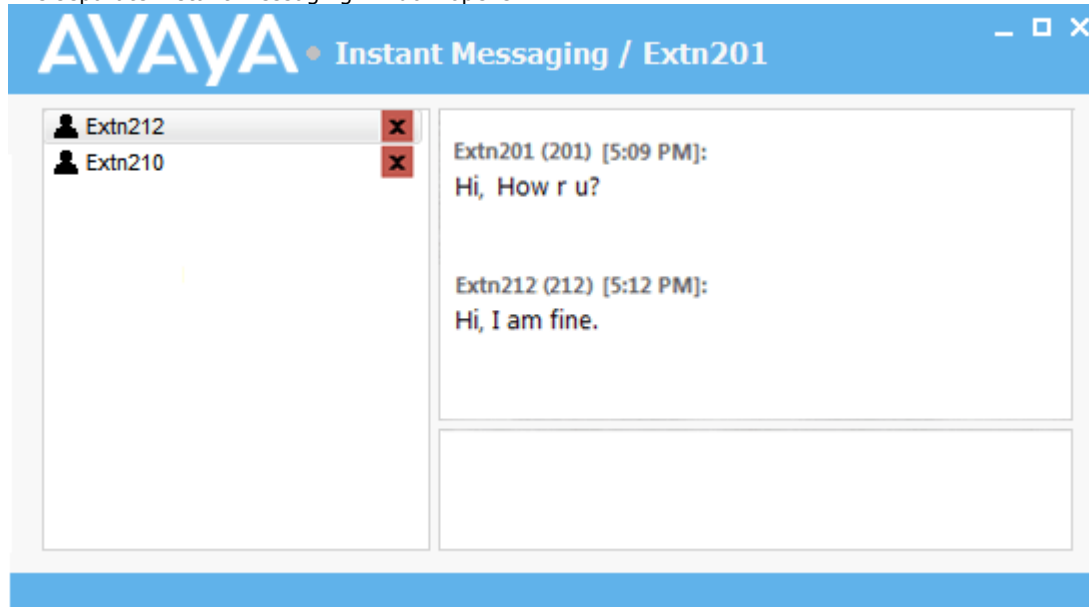 AVAYA
Instant Messaging / Extn201
Extn212
Extn210
Extn201 (201) [5:09 PM]:
Hi, How r u?
Extn212 (212) [5:12 PM]:
Hi, I am fine.